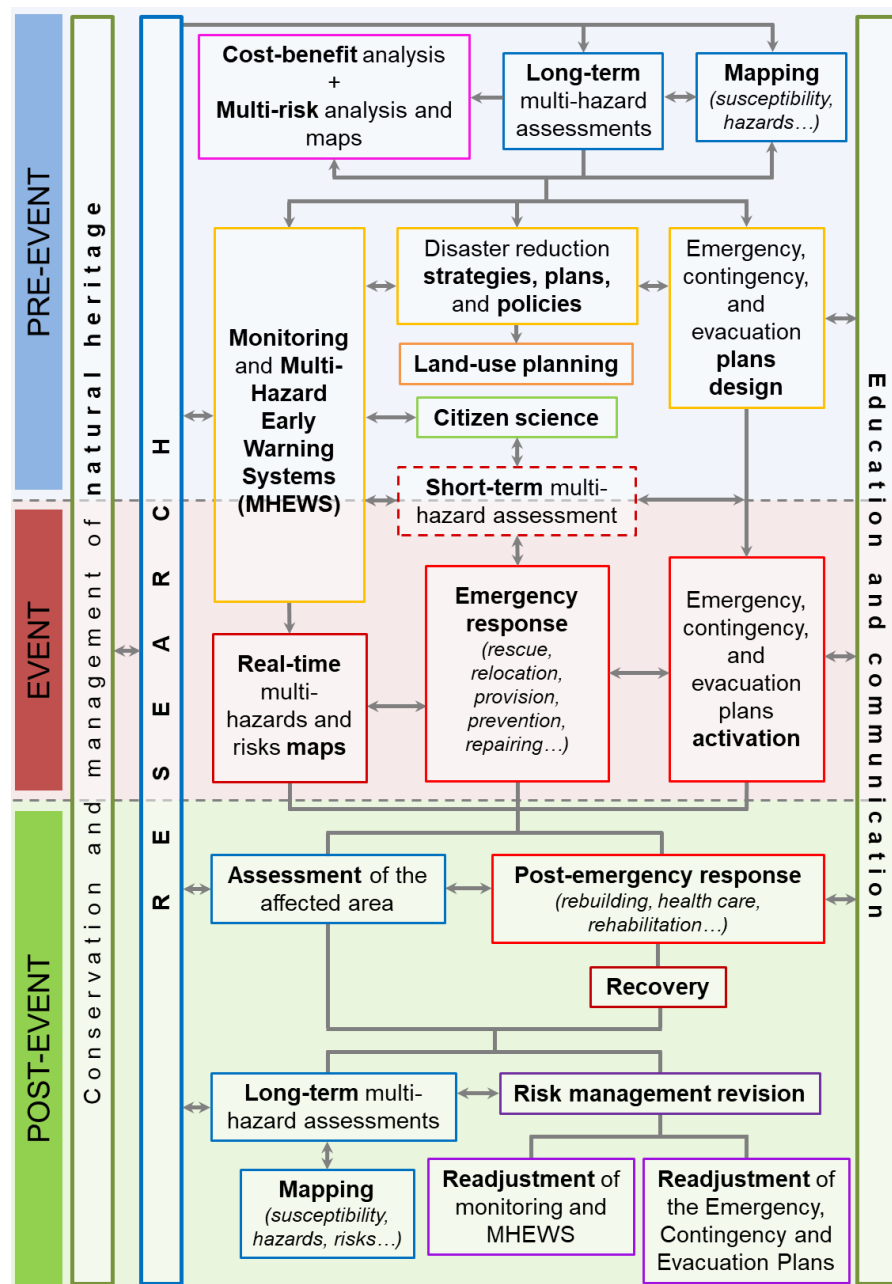 PRE-EVENT
EVENT
POST-EVENT
Conservation and management of natural heritage
RESEARCH
Education and communication
Cost-benefit analysis
+
Multi-risk analysis and
maps
Long-term
multi-hazard
assessments
Mapping
(susceptibility,
hazards…)
Monitoring
and Multi-
Hazard
Early
Warning
Systems
(MHEWS)
Disaster reduction
strategies, plans,
and policies
Emergency,
contingency,
and
evacuation
plans
design
Land-use planning
Citizen science
Short-term multi-
hazard assessment
Real-time
multi-
hazards and
risks maps
Emergency
response
(rescue,
relocation,
provision,
prevention,
repairing…)
Emergency,
contingency,
and
evacuation
plans
activation
Assessment of the
affected area
Post-emergency response
(rebuilding, health care,
rehabilitation…)
Recovery
Long-term multi-
hazard assessments
Risk management revision
Mapping
(susceptibility,
hazards, risks…)
Readjustment of
monitoring and
MHEWS
Readjustment of
the Emergency,
Contingency and
Evacuation Plans